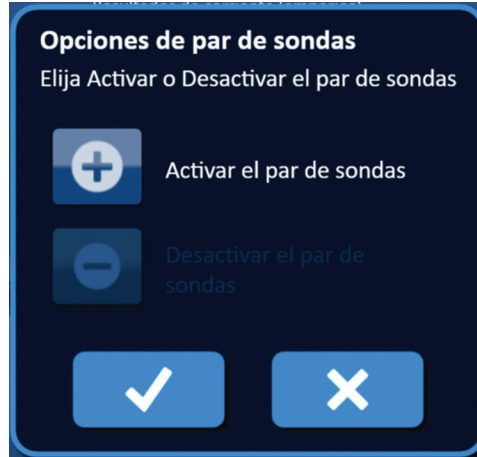 Opciones de par de sondas
Elija Activar o Desactivar el par de sondas
Activar el par de sondas
Desactivar el par de
sondas